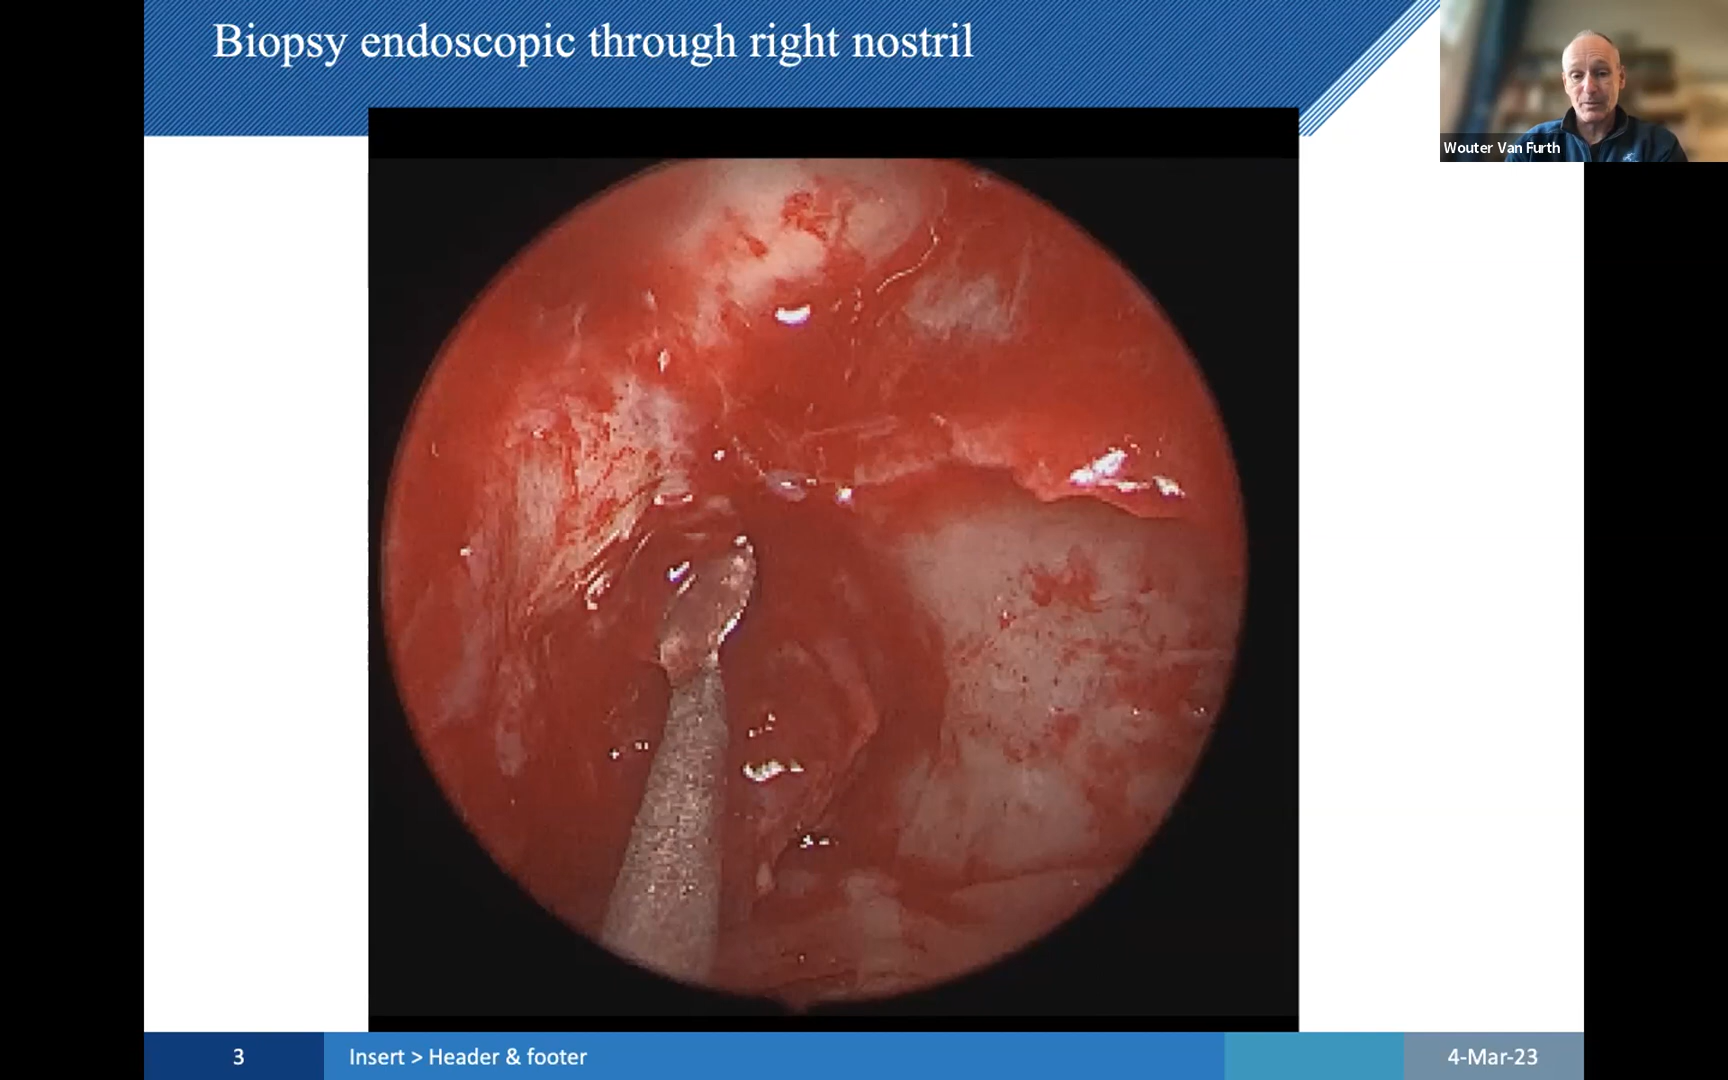 Biopsy endoscopic through right nostril
Wouter Van Furth
3
Insert > Header & footer
4-Mar-23